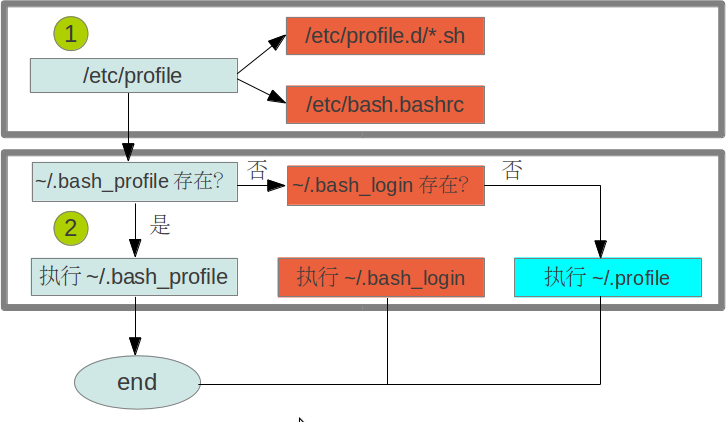 1
/etc/profile.d/*.sh
/etc/profile
/etc/bash.bashrc
~/.bash_profile 存在?
否
~/.bash_login 存在?
否
2
是
执行 ~/.bash_profile
执行 ~/.bash_login
执行 ~/.profile
end